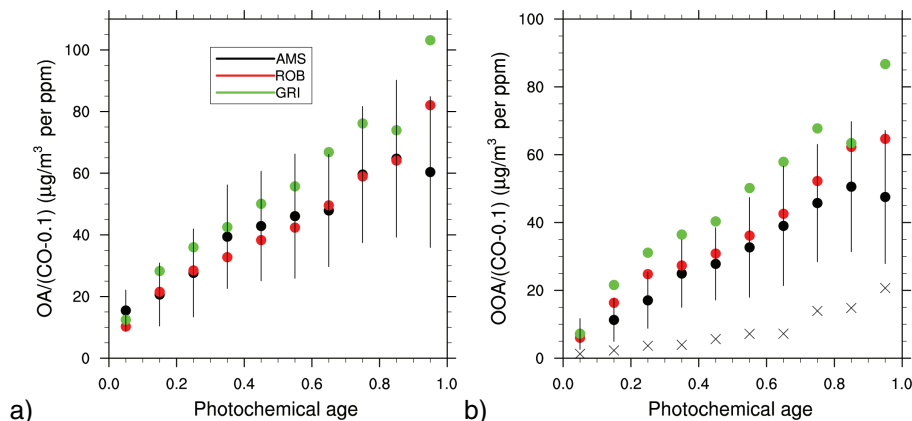 OA/(CO-0.1) (μg/m³ per ppm)
100
80
60
40
20
0
AMS
ROB
GRI
0.0 0.2 0.4 0.6 0.8 1.0
Photochemical age
a)
OOA/(CO-0.1) (μg/m³ per ppm)
100
80
60
40
20
0
0.0 0.2 0.4 0.6 0.8 1.0
Photochemical age
b)